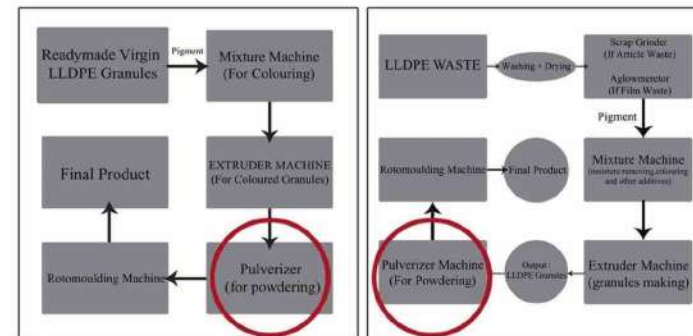 Readymade Virgin
LLDPE Granules
Pigment
Mixture Machine
(For Colouring)
EXTRUDER MACHINE
(For Coloured Granules)
Pulverizer
(for powdering)
Rotomoulding Machine
Final Product
LLDPE WASTE
Washing + Drying
Scrap Grinder
(If Article Waste)
Aglowmeretor
(If Film Waste)
Pigment
Mixture Machine
(moisture removing,colouring
and other additives)
Extruder Machine
(granules making)
Output :
LLDPE Granules
Pulverizer Machine
(For Powdering)
Rotomoulding Machine
Final Product